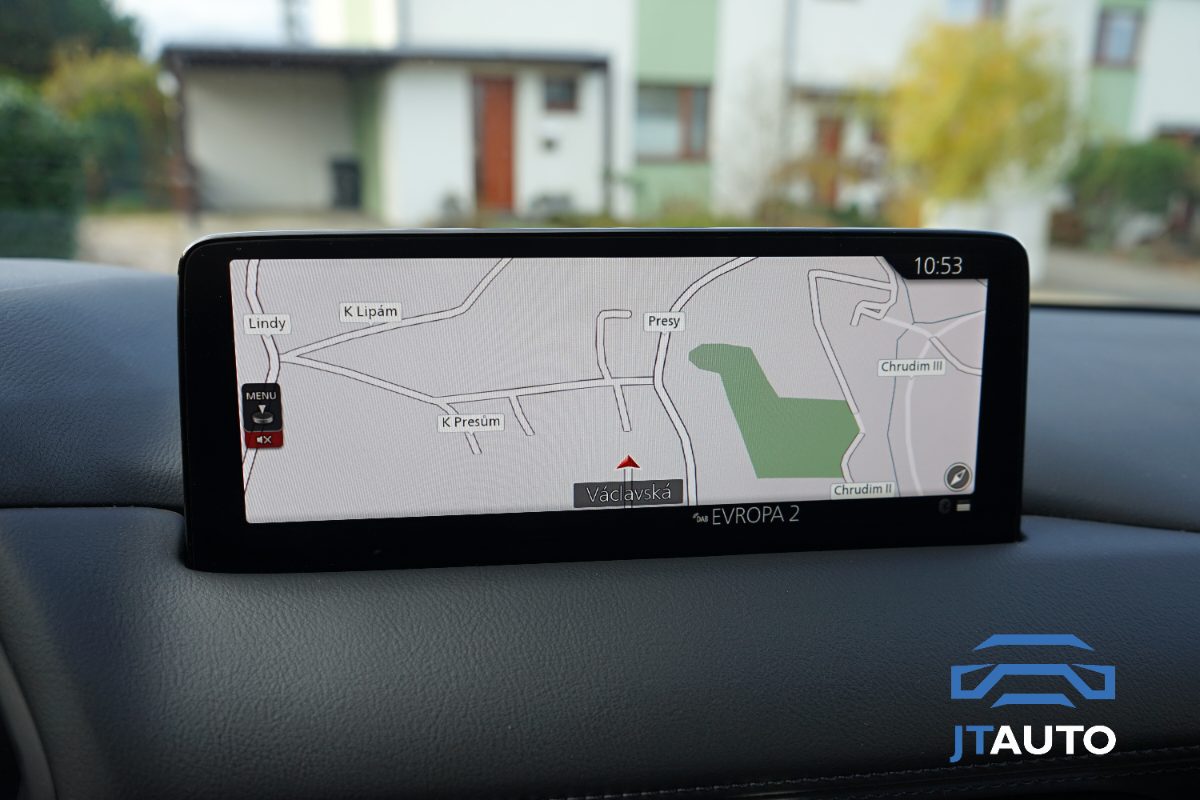 10:53
K Lipám
Lindy
Presy
Chrudim III
MENU
K Presům
Chrudim II
Václavská
DAB EVROPA 2
JTAUTO